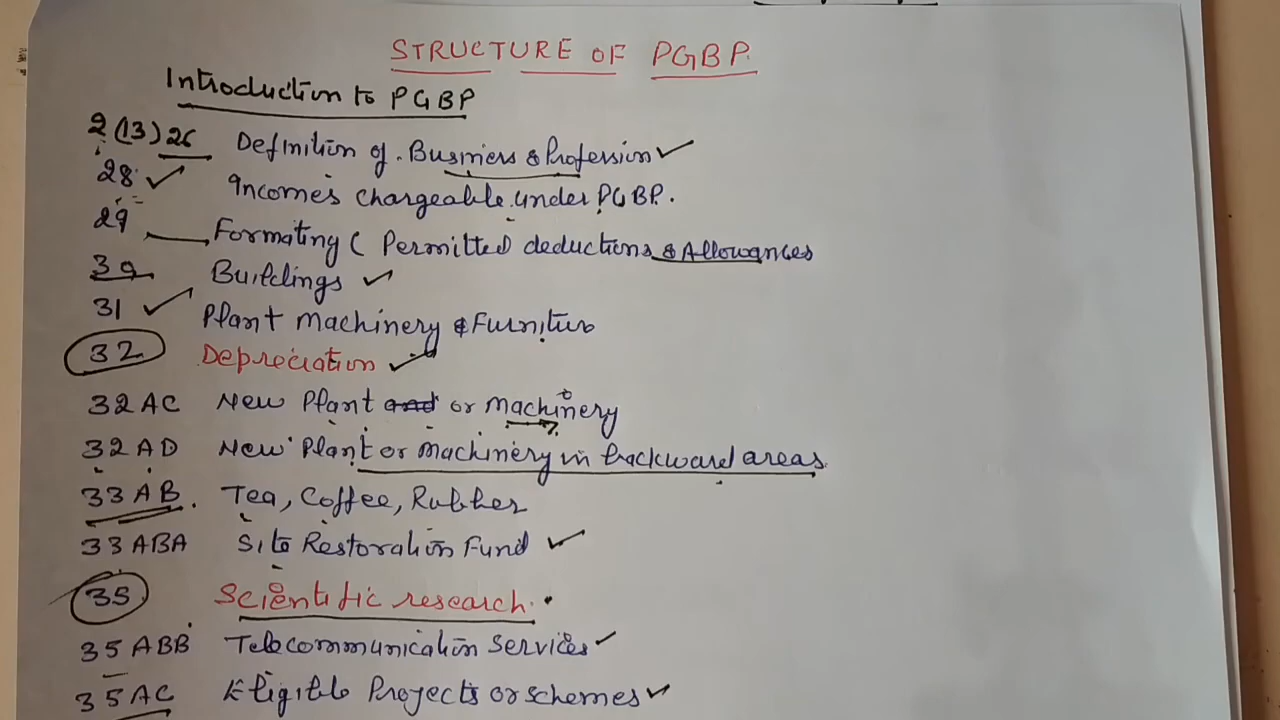 STRUCTURE OF PGBP.
Introduction to PGBP
2(13)26 Definition of. Business & Profession
28 Incomes chargeable under PGBP.
29 Formating ( Permitted deductions & Allowances
30 Buildings
31 Plant machinery & Furniture
32 Depreciation
32AC New Plant and or machinery
32AD New Plant or machinery in backward areas
33AB. Tea, Coffee, Rubber
33ABA Site Restoration Fund
35 Scientific research.
35ABB Telecommunication services
35AC Eligible Projects or schemes